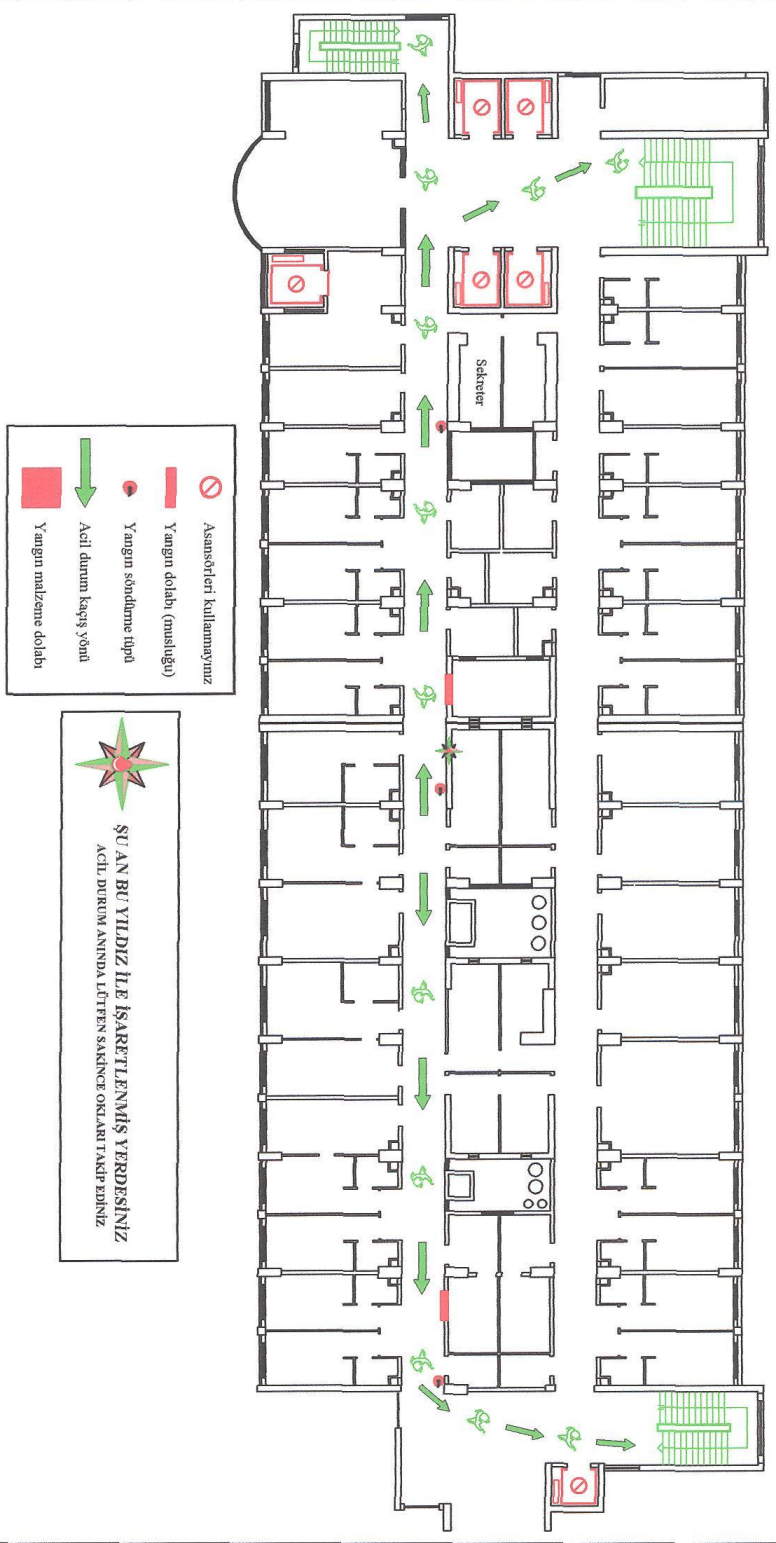 Sekreter
Asansörleri kullanmayınız
Yangın dolabı (musluğu)
Yangın söndürme tüpü
Acil durum kaçış yönü
Yangın malzeme dolabı
ŞU AN BU YILDIZ İLE İŞARETLENMİŞ YERDESİNİZ
ACİL DURUM ANINDA LÜTFEN SAKİNCE OKLARI TAKİP EDİNİZ